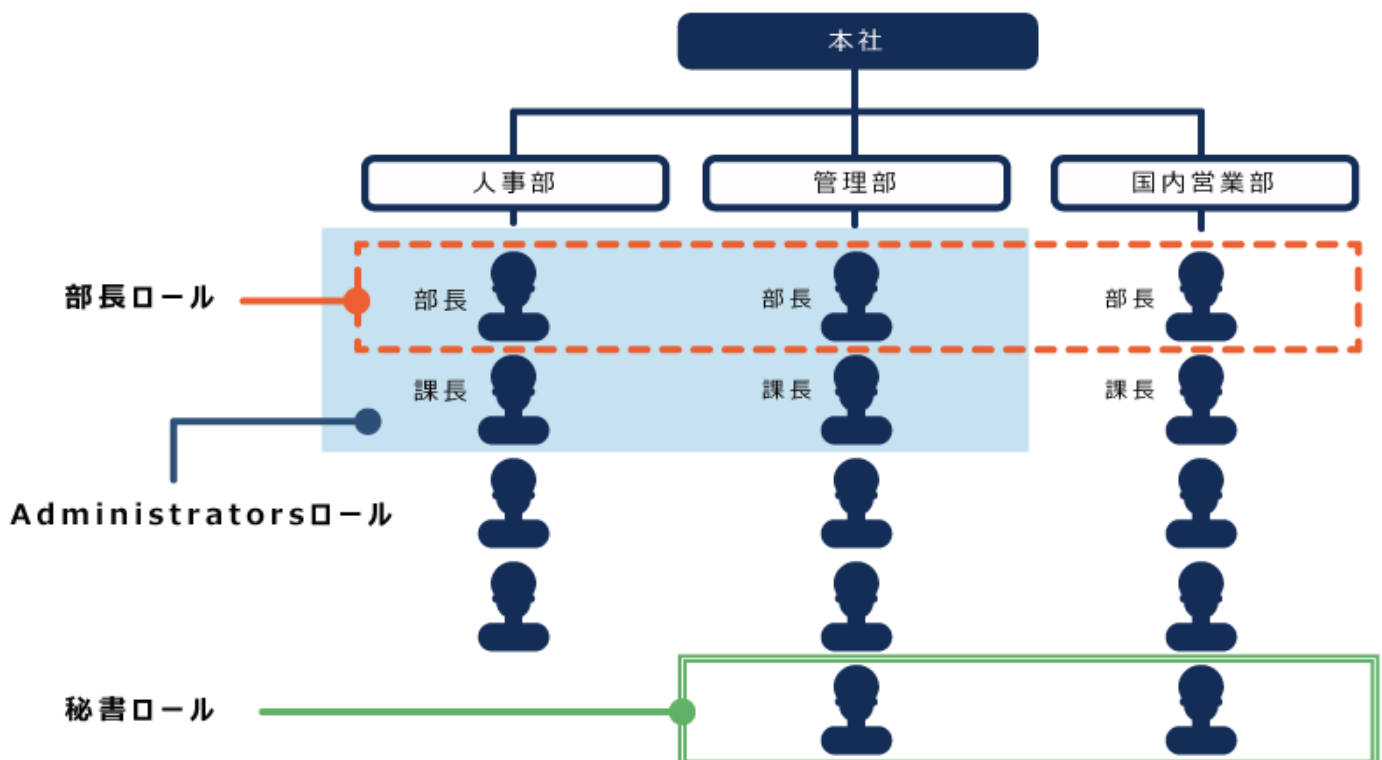 本社
人事部
管理部
国内営業部
部長ロール
部長
部長
部長
課長
課長
課長
Administratorsロール
秘書ロール